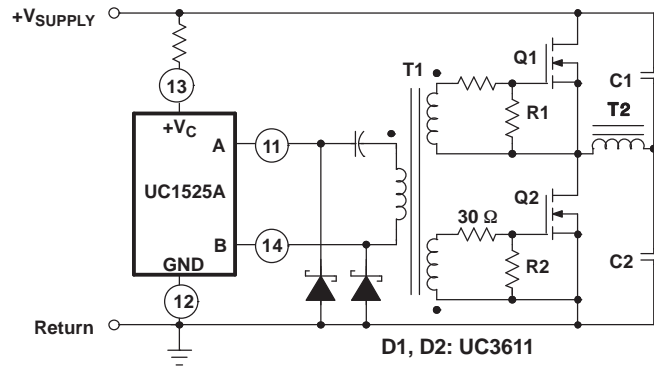 +VSUPPLY
13
+VC
A
11
UC1525A
B
14
GND
12
Return
T1
Q1
R1
C1
T2
Q2
30 Ω
R2
C2
D1, D2: UC3611